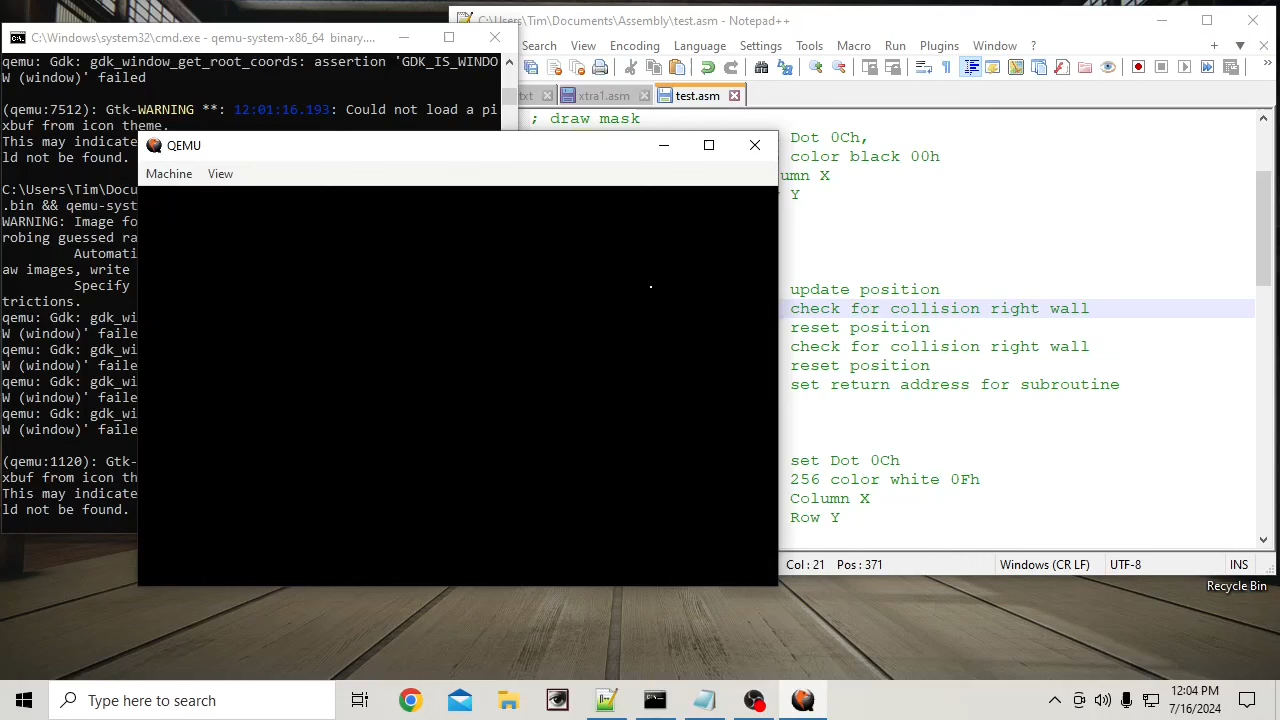 C:\Users\Tim\Documents\Assembly\test.asm - Notepad++
C:\Windows\system32\cmd.exe - qemu-system-x86_64 binary....
Search View Encoding Language Settings Tools Macro Run Plugins Window ?
qemu: Gdk: gdk_window_get_root_coords: assertion 'GDK_IS_WINDO
W (window)' failed
(qemu:7512): Gtk-WARNING **: 12:01:16.193: Could not load a pi
xbuf from icon theme.
This may indicate
ld not be found.
C:\Users\Tim\Docu
.bin && qemu-syst
WARNING: Image fo
robing guessed ra
Automati
aw images, write
Specify
trictions.
qemu: Gdk: gdk_wi
W (window)' faile
qemu: Gdk: gdk_wi
W (window)' faile
qemu: Gdk: gdk_wi
W (window)' faile
qemu: Gdk: gdk_wi
W (window)' faile
(qemu:1120): Gtk-
xbuf from icon th
This may indicate
ld not be found.
QEMU
Machine View
txt xtra1.asm test.asm
; draw mask
Dot 0Ch,
color black 00h
umn X
Y
update position
check for collision right wall
reset position
check for collision right wall
reset position
set return address for subroutine
set Dot 0Ch
256 color white 0Fh
Column X
Row Y
Col : 21 Pos : 371 Windows (CR LF) UTF-8 INS
Recycle Bin
Type here to search
12:04 PM
7/16/2024